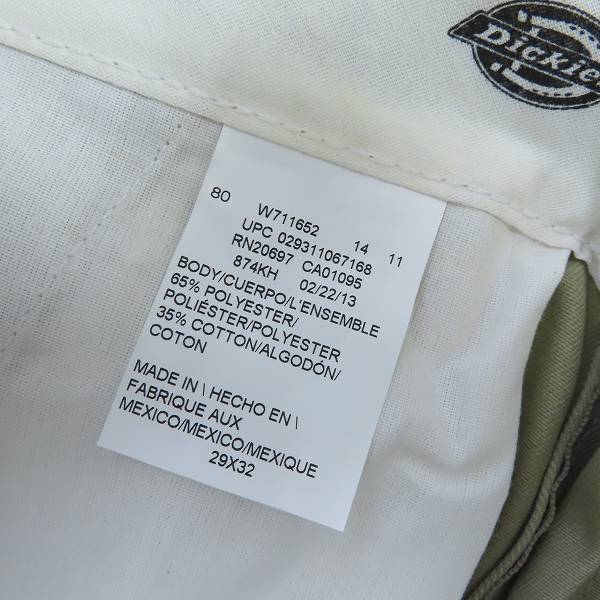 Dickies
80 W711652 14 11
UPC 029311067168
RN20697 CA01095
874KH 02/22/13
BODY/CUERPO/L'ENSEMBLE
65% POLYESTER/
POLIÉSTER/POLYESTER
35% COTTON/ALGODÓN/
COTON
MADE IN \ HECHO EN \
FABRIQUE AUX
MEXICO/MEXICO/MEXIQUE
29X32